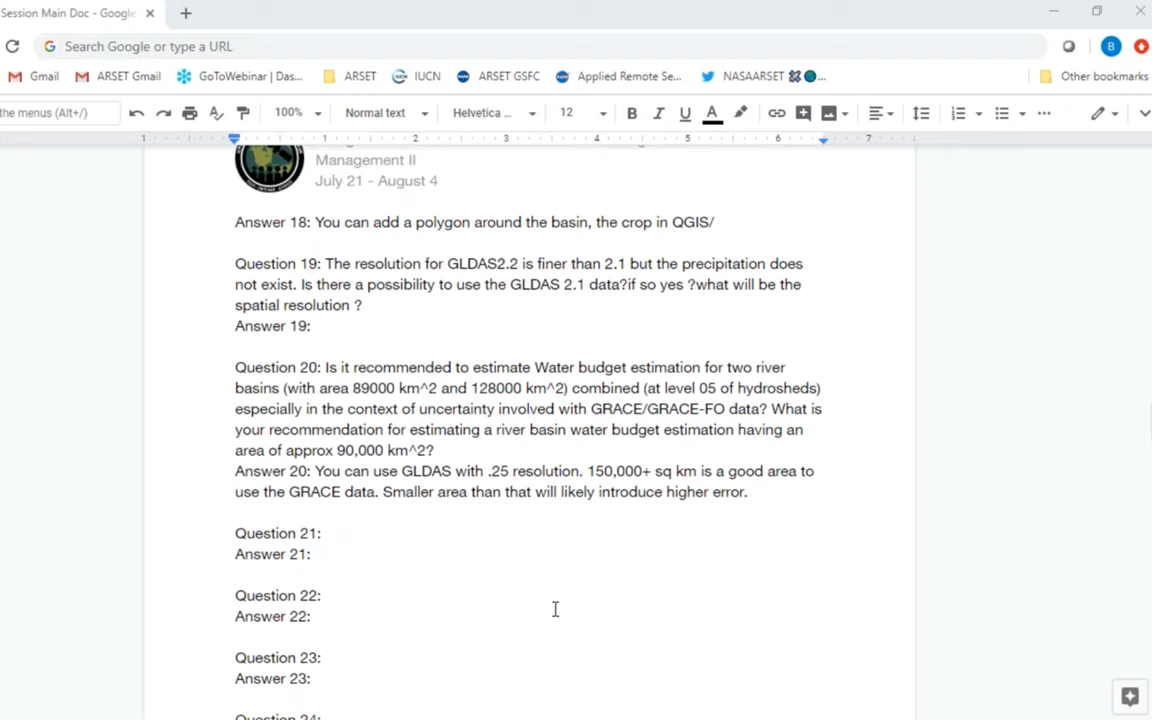 Session Main Doc - Google
Search Google or type a URL
B
Gmail
ARSET Gmail
GoToWebinar | Das...
ARSET
IUCN
ARSET GSFC
Applied Remote Se...
NASAARSET
Other bookmarks
the menus (Alt+/)
100%
Normal text
Helvetica ...
12
B I U A
1 1 2 3 4 5 6 7
Management II
July 21 - August 4
Answer 18: You can add a polygon around the basin, the crop in QGIS/
Question 19: The resolution for GLDAS2.2 is finer than 2.1 but the precipitation does
not exist. Is there a possibility to use the GLDAS 2.1 data?if so yes ?what will be the
spatial resolution ?
Answer 19:
Question 20: Is it recommended to estimate Water budget estimation for two river
basins (with area 89000 km^2 and 128000 km^2) combined (at level 05 of hydrosheds)
especially in the context of uncertainty involved with GRACE/GRACE-FO data? What is
your recommendation for estimating a river basin water budget estimation having an
area of approx 90,000 km^2?
Answer 20: You can use GLDAS with .25 resolution. 150,000+ sq km is a good area to
use the GRACE data. Smaller area than that will likely introduce higher error.
Question 21:
Answer 21:
Question 22:
Answer 22:
Question 23:
Answer 23:
Question 24: